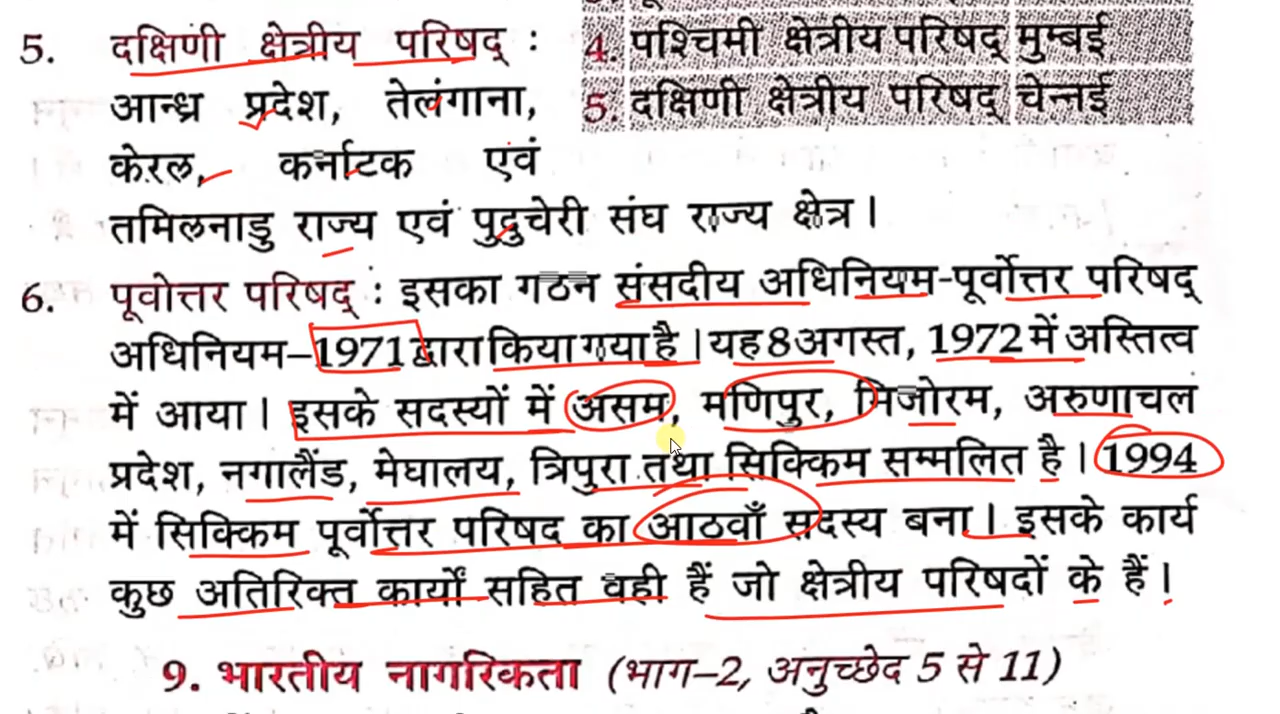 5. दक्षिणी क्षेत्रीय परिषद् :
आन्ध्र प्रदेश, तेलंगाना,
केरल, कर्नाटक एवं
तमिलनाडु राज्य एवं पुदुचेरी संघ राज्य क्षेत्र।
4. पश्चिमी क्षेत्रीय परिषद् मुम्बई
5. दक्षिणी क्षेत्रीय परिषद् चेन्नई
6. पूवोत्तर परिषद् : इसका गठन संसदीय अधिनियम-पूर्वोत्तर परिषद्
अधिनियम–1971 द्वारा किया गया है। यह 8 अगस्त, 1972 में अस्तित्व
में आया। इसके सदस्यों में असम, मणिपुर, मिजोरम, अरुणाचल
प्रदेश, नगालैंड, मेघालय, त्रिपुरा तथा सिक्किम सम्मलित है। 1994
में सिक्किम पूर्वोत्तर परिषद का आठवाँ सदस्य बना। इसके कार्य
कुछ अतिरिक्त कार्यों सहित वही हैं जो क्षेत्रीय परिषदों के हैं।
9. भारतीय नागरिकता (भाग–2, अनुच्छेद 5 से 11)